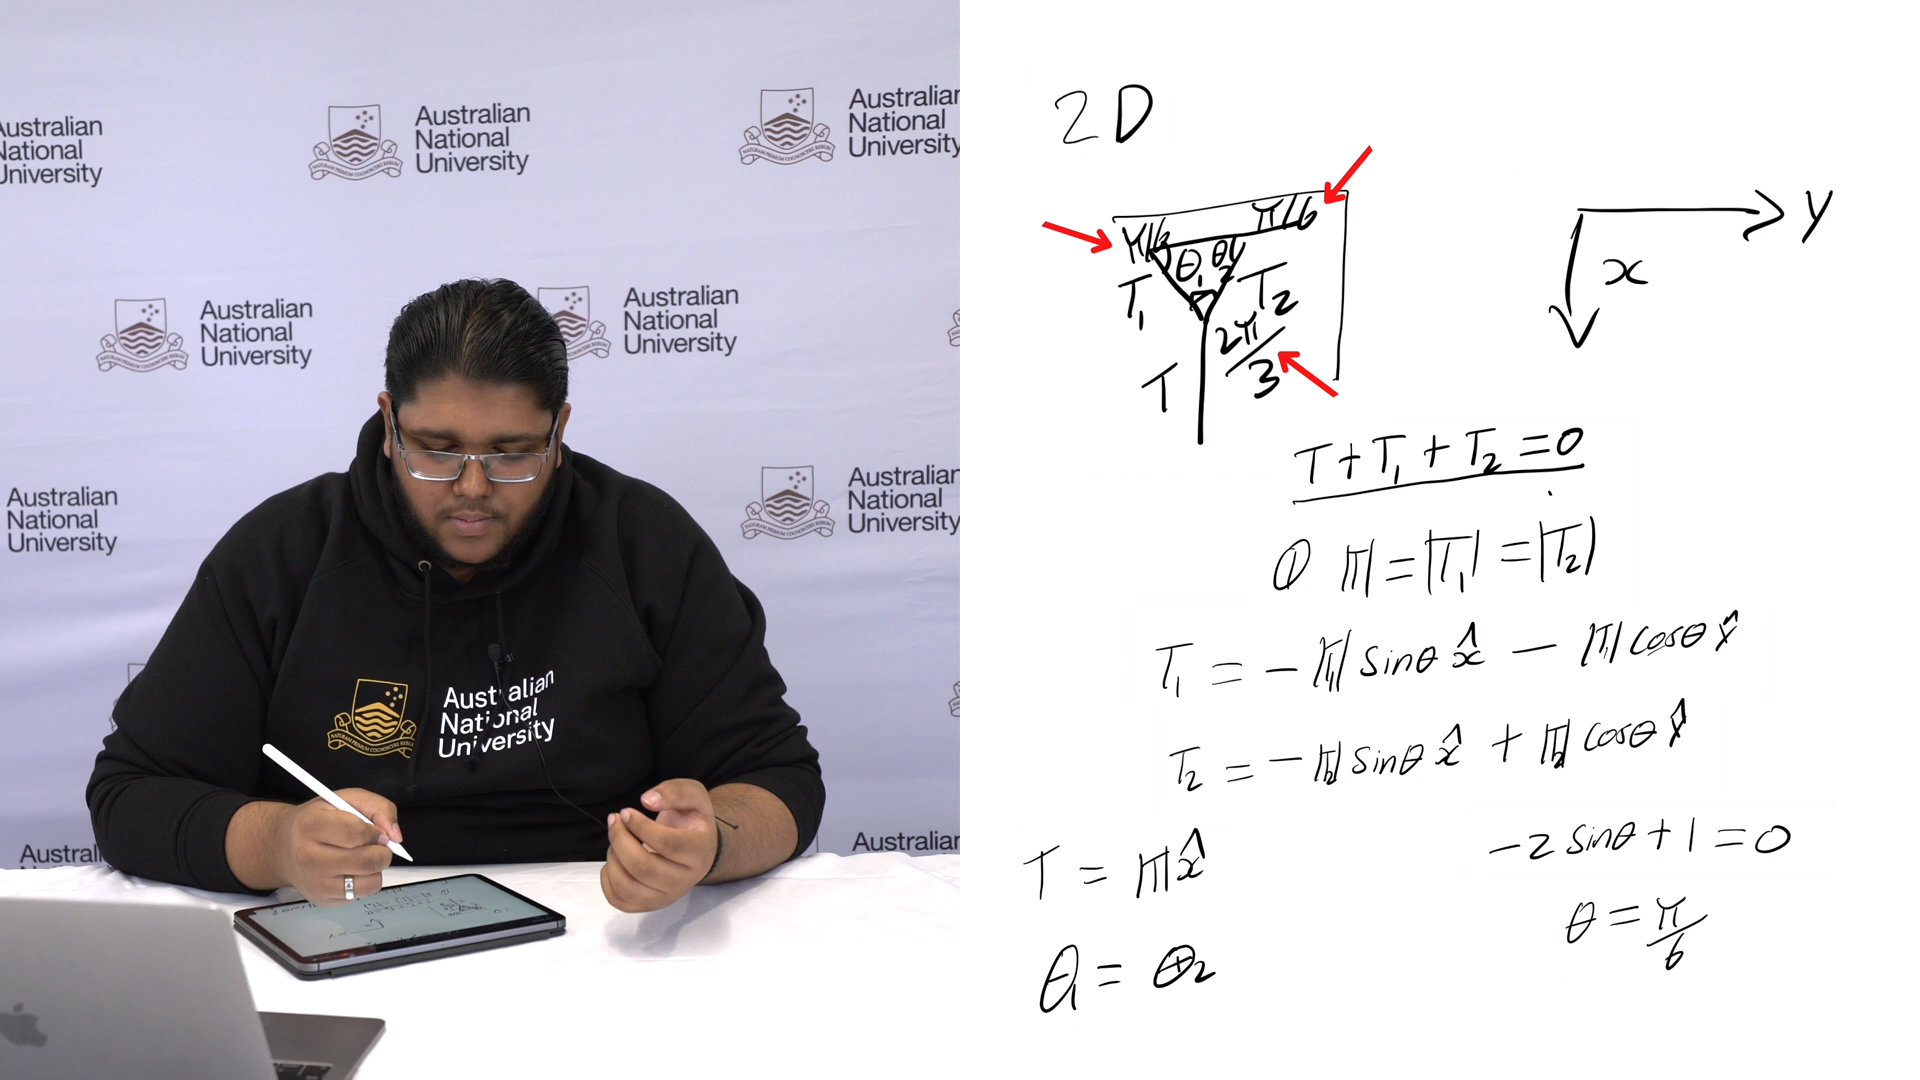 Australian
National
University
Australian
National
University
Australian
National
University
Australian
National
University
Australian
National
University
Australian
National
University
Australian
National
University
Australian
Australian
Australian
National
University
2D
π/6
π/6
θ1 θ2
T1 T2
2π/3
T
y
x
T + T1 + T2 = 0
① |T| = |T1| = |T2|
T1 = -|T1| sinθ x̂ - |T1| cosθ ŷ
T2 = -|T2| sinθ x̂ + |T2| cosθ ŷ
T = |T| x̂
-2 sinθ + 1 = 0
θ = π/6
θ1 = θ2